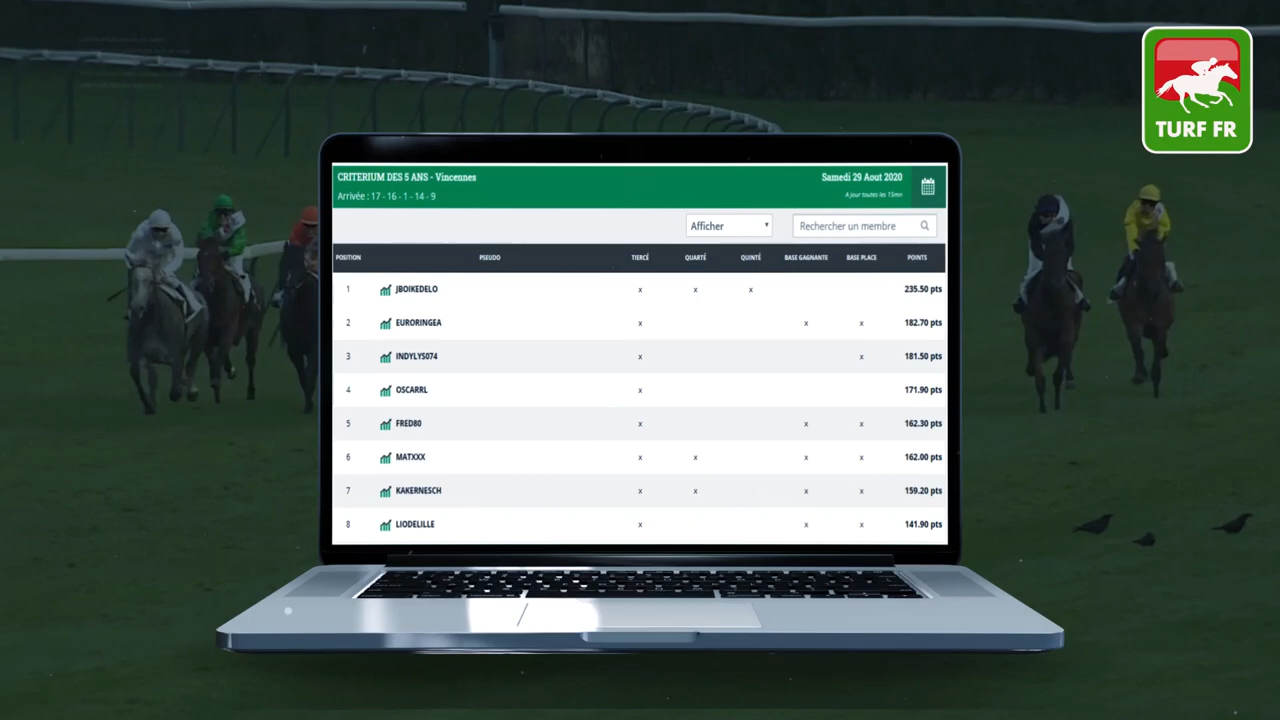 TURF FR
CRITERIUM DES 5 ANS - Vincennes
Samedi 29 Aout 2020
Arrivée : 17 - 16 - 1 - 14 - 9
A jour toutes les 15mn
Afficher
Rechercher un membre
POSITION PSEUDO TIERCÉ QUARTÉ QUINTÉ BASE GAGNANTE BASE PLACE POINTS
1 JBOIKEDELO x x x 235.50 pts
2 EURORINGEA x x x 182.70 pts
3 INDYLYS074 x x 181.50 pts
4 OSCARRL x 171.90 pts
5 FRED80 x x x 162.30 pts
6 MATXXX x x x x 162.00 pts
7 KAKERNESCH x x x x 159.20 pts
8 LIODELILLE x x x 141.90 pts